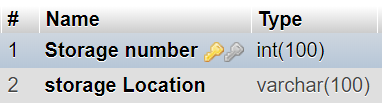 # Name Type
1 Storage number int(100)
2 storage Location varchar(100)